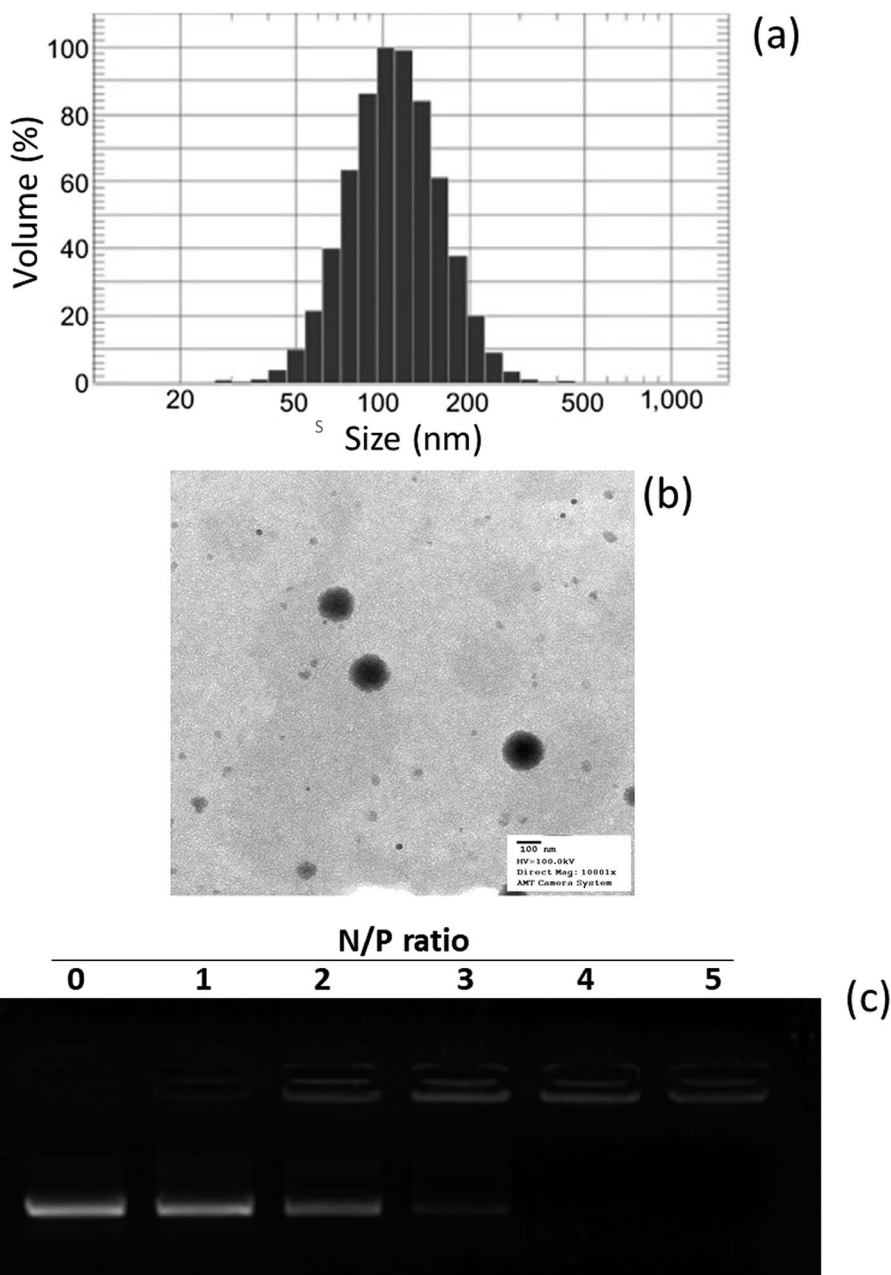 (a)
100
80
60
40
20
0
Volume (%)
20 50 100 200 500 1,000
S
Size (nm)
(b)
100 nm
HV=100.0kV
Direct Mag: 10001x
AMT Camera System
N/P ratio
0 1 2 3 4 5
(c)